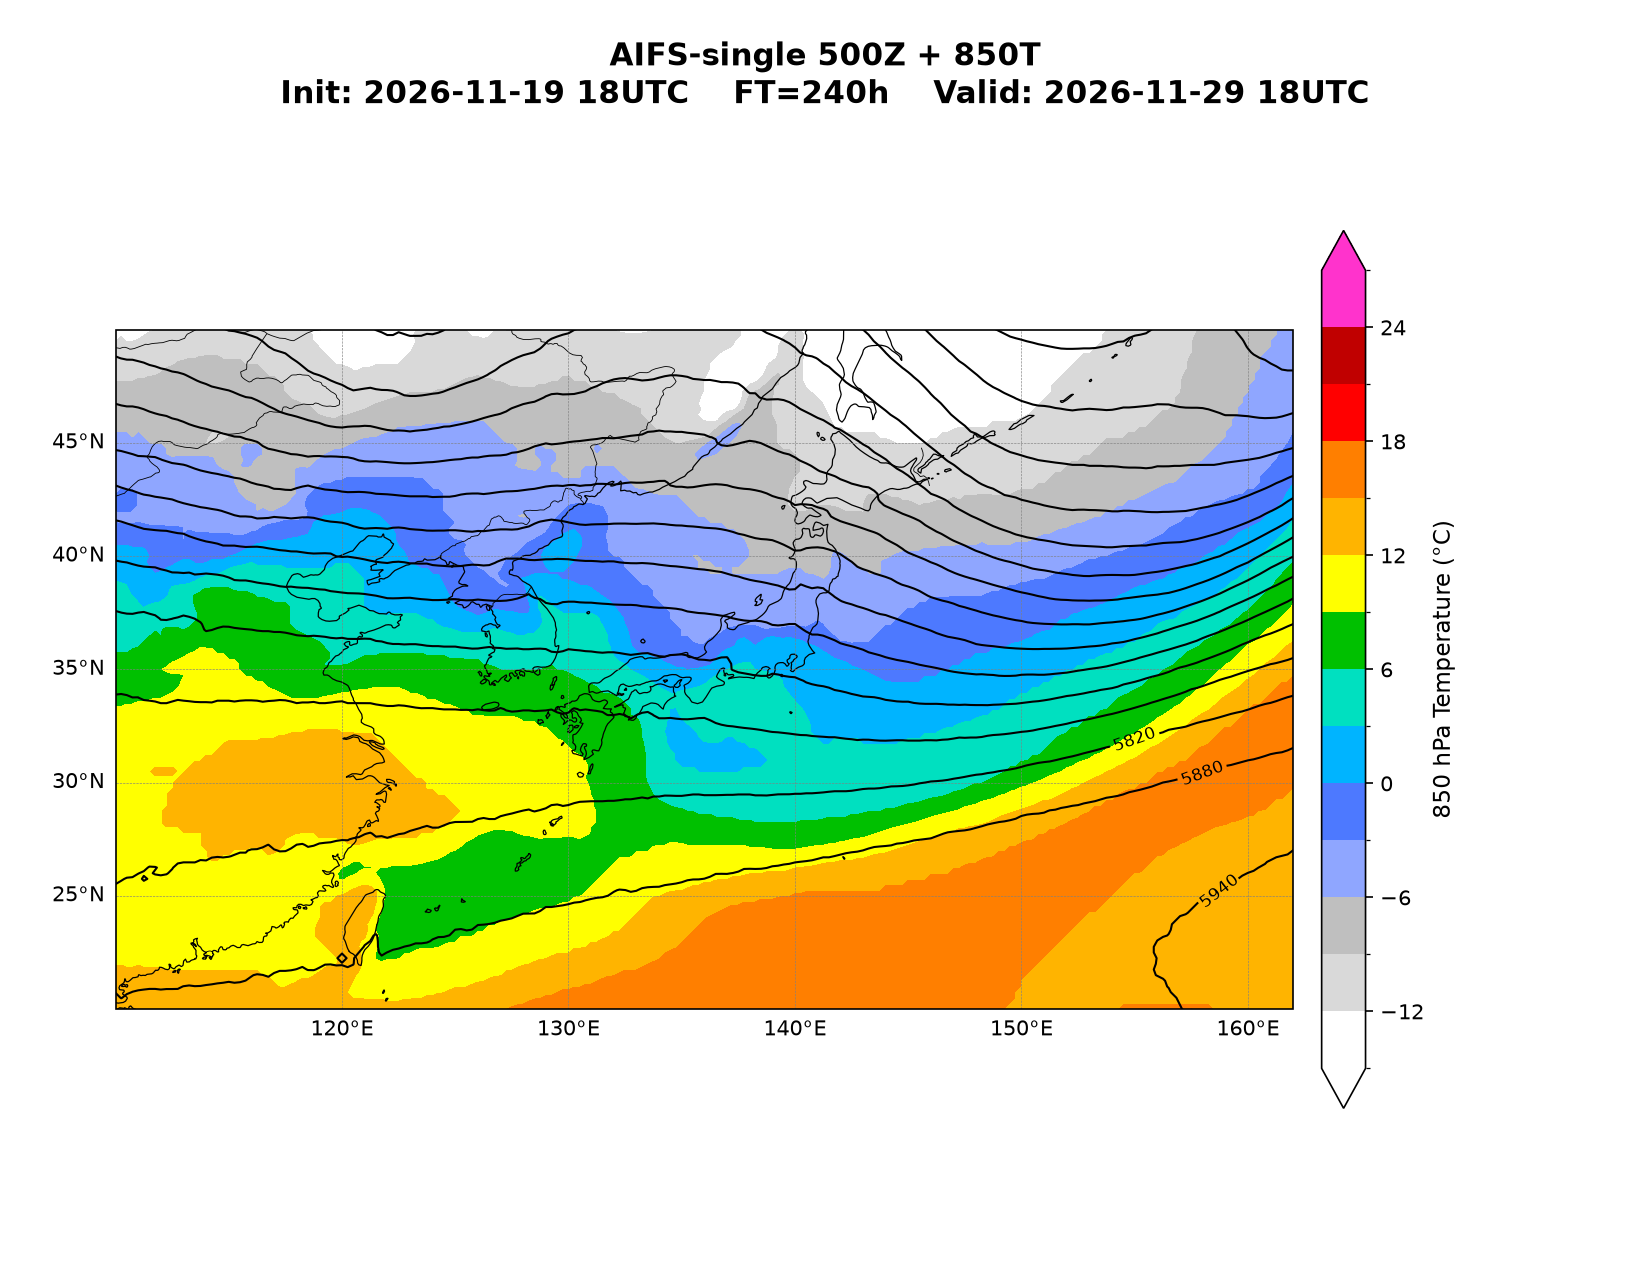 AIFS-single 500Z + 850T
Init: 2026-11-19 18UTC    FT=240h    Valid: 2026-11-29 18UTC
45°N
40°N
35°N
30°N
25°N
120°E
130°E
140°E
150°E
160°E
5820
5880
5940
24
18
12
6
0
−6
−12
850 hPa Temperature (°C)